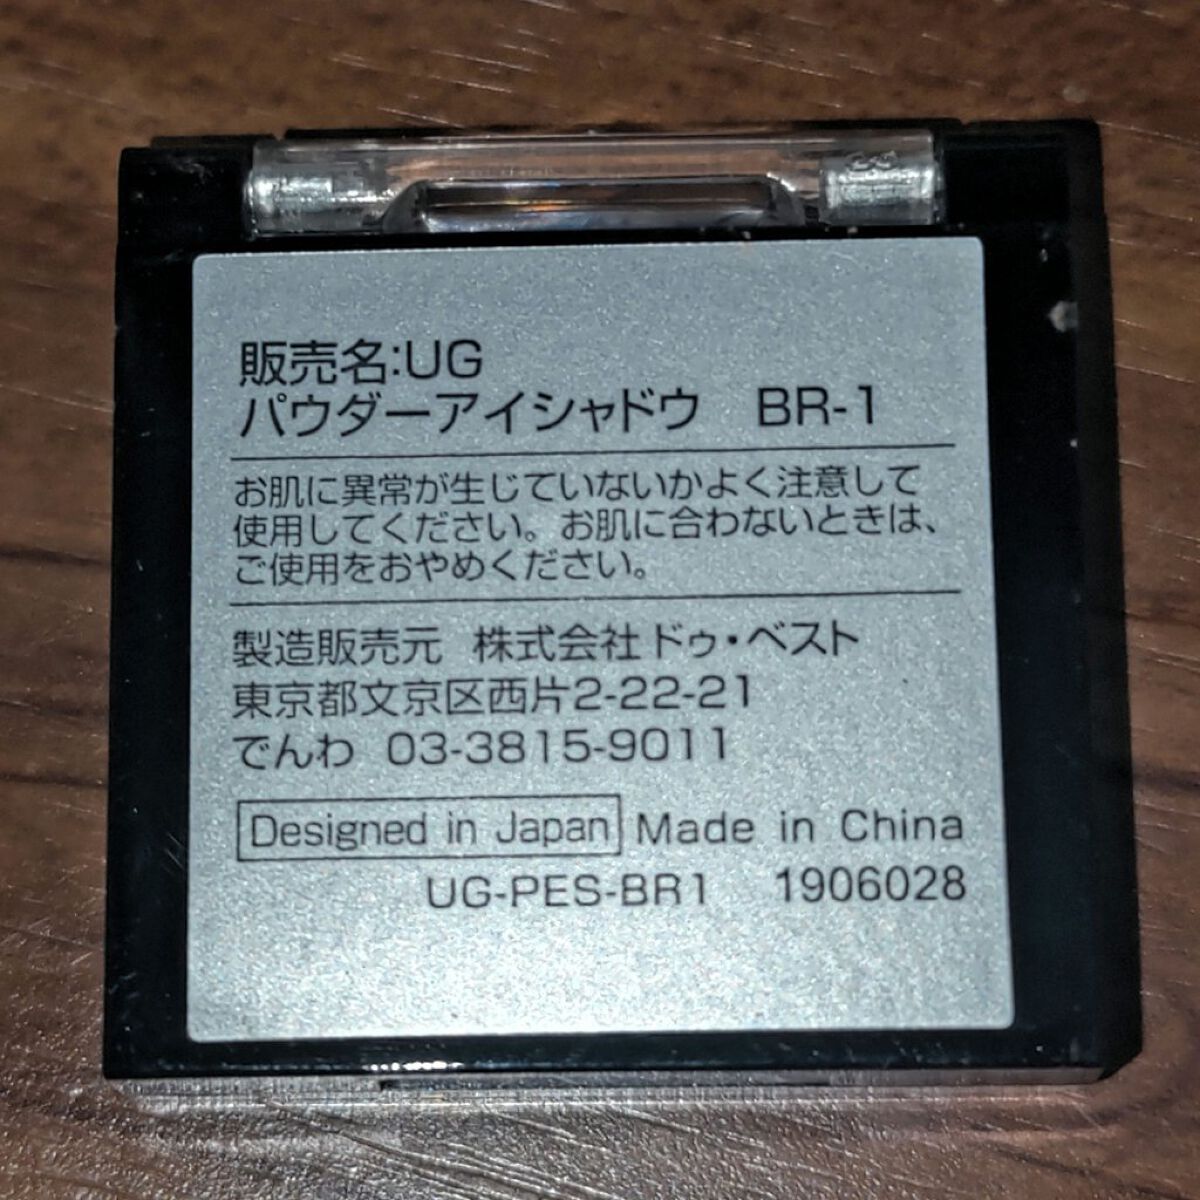 販売名:UG
パウダーアイシャドウ BR-1
お肌に異常が生じていないかよく注意して
使用してください。お肌に合わないときは、
ご使用をおやめください。
製造販売元 株式会社ドゥ・ベスト
東京都文京区西片2-22-21
でんわ 03-3815-9011
Designed in Japan Made in China
UG-PES-BR1 1906028